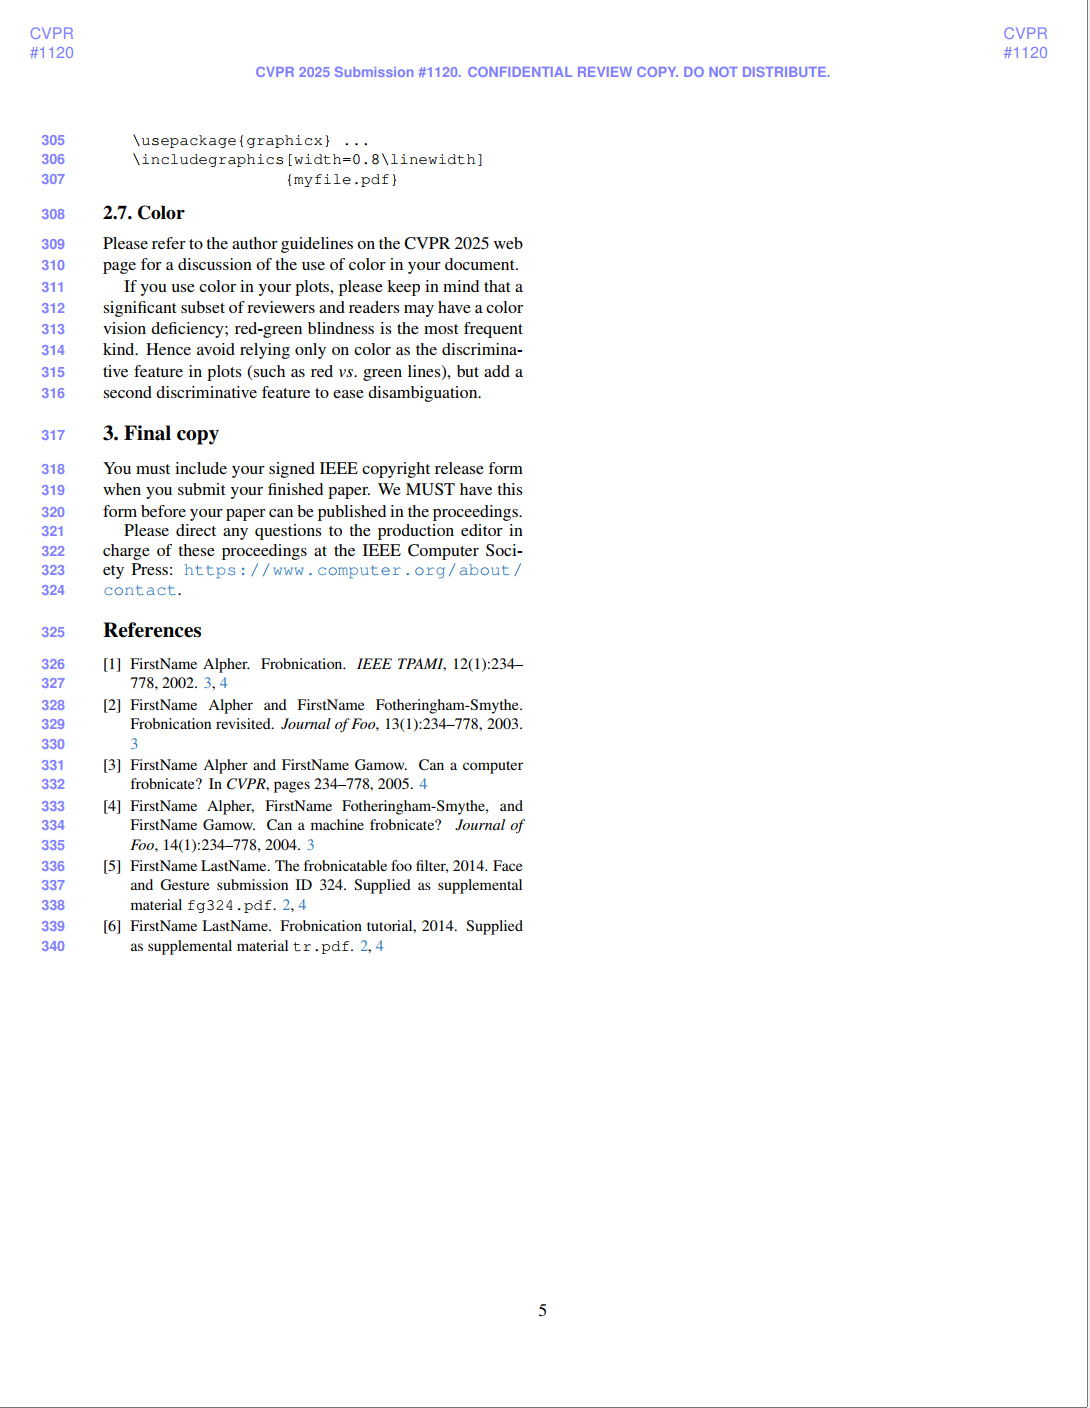 CVPR
#1120
CVPR
#1120
CVPR 2025 Submission #1120. CONFIDENTIAL REVIEW COPY. DO NOT DISTRIBUTE.
305 \usepackage{graphicx} ...
306 \includegraphics[width=0.8\linewidth]
307 {myfile.pdf}
308 2.7. Color
309 Please refer to the author guidelines on the CVPR 2025 web
310 page for a discussion of the use of color in your document.
311 If you use color in your plots, please keep in mind that a
312 significant subset of reviewers and readers may have a color
313 vision deficiency; red-green blindness is the most frequent
314 kind. Hence avoid relying only on color as the discrimina-
315 tive feature in plots (such as red vs. green lines), but add a
316 second discriminative feature to ease disambiguation.
317 3. Final copy
318 You must include your signed IEEE copyright release form
319 when you submit your finished paper. We MUST have this
320 form before your paper can be published in the proceedings.
321 Please direct any questions to the production editor in
322 charge of these proceedings at the IEEE Computer Soci-
323 ety Press: https://www.computer.org/about/
324 contact.
325 References
326 [1] FirstName Alpher. Frobnication. IEEE TPAMI, 12(1):234–
327 778, 2002. 3, 4
328 [2] FirstName Alpher and FirstName Fotheringham-Smythe.
329 Frobnication revisited. Journal of Foo, 13(1):234–778, 2003.
330 3
331 [3] FirstName Alpher and FirstName Gamow. Can a computer
332 frobnicate? In CVPR, pages 234–778, 2005. 4
333 [4] FirstName Alpher, FirstName Fotheringham-Smythe, and
334 FirstName Gamow. Can a machine frobnicate? Journal of
335 Foo, 14(1):234–778, 2004. 3
336 [5] FirstName LastName. The frobnicatable foo filter, 2014. Face
337 and Gesture submission ID 324. Supplied as supplemental
338 material fg324.pdf. 2, 4
339 [6] FirstName LastName. Frobnication tutorial, 2014. Supplied
340 as supplemental material tr.pdf. 2, 4
5